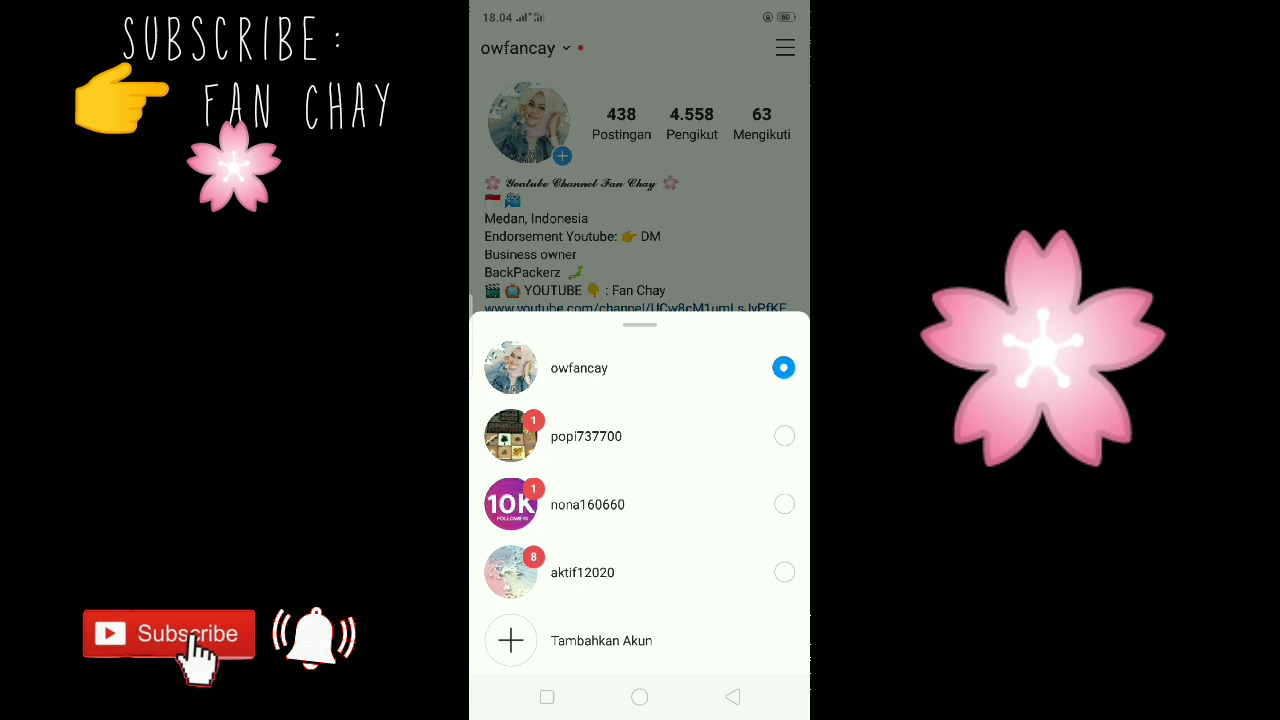 SUBSCRIBE:
FAN CHAY
Subscribe
18.04
60
owfancay
438
4.558
63
Postingan
Pengikut
Mengikuti
🌸 𝓨𝓸𝓾𝓽𝓾𝓫𝓮 𝓒𝓱𝓪𝓷𝓷𝓮𝓵 𝓕𝓪𝓷 𝓒𝓱𝓪𝔂 🌸
Medan, Indonesia
Endorsement Youtube: 👉 DM
Business owner
BackPackerz
🎬 📺 YOUTUBE 👇 : Fan Chay
owfancay
1
popi737700
1
10K
FOLLOWERS
nona160660
8
aktif12020
Tambahkan Akun